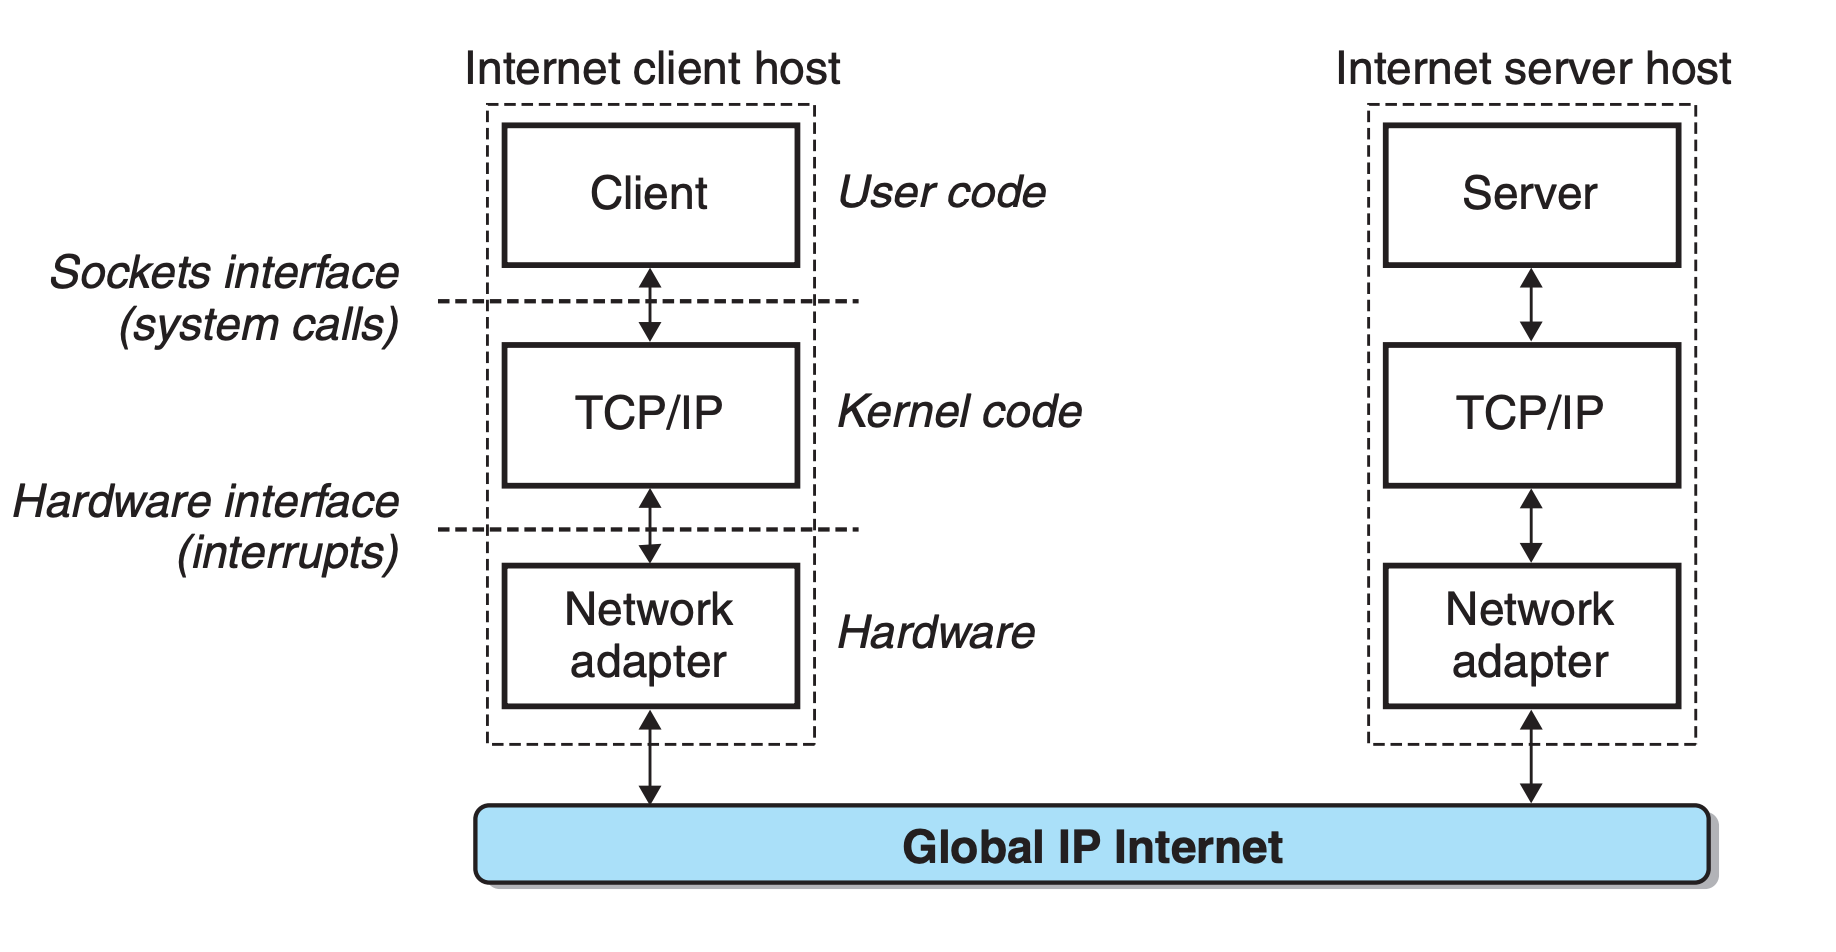 Internet client host
Internet server host
Client
User code
Server
Sockets interface
(system calls)
TCP/IP
Kernel code
TCP/IP
Hardware interface
(interrupts)
Network
adapter
Hardware
Network
adapter
Global IP Internet